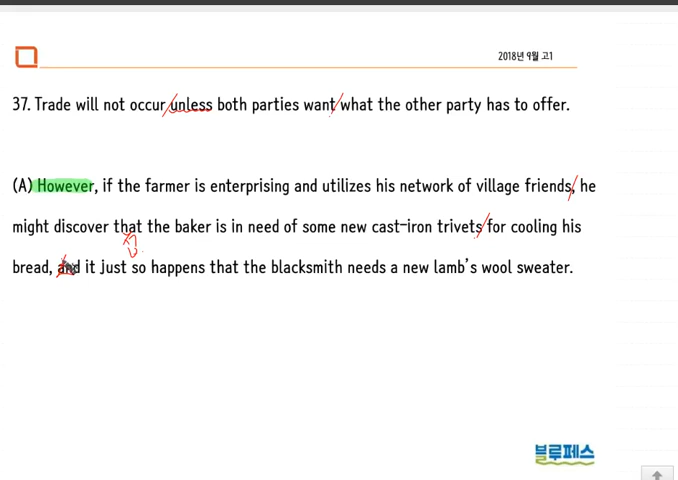 2018년 9월 고1
37. Trade will not occur unless both parties want what the other party has to offer.
(A) However, if the farmer is enterprising and utilizes his network of village friends, he
might discover that the baker is in need of some new cast-iron trivets for cooling his
bread, and it just so happens that the blacksmith needs a new lamb's wool sweater.
블루페스